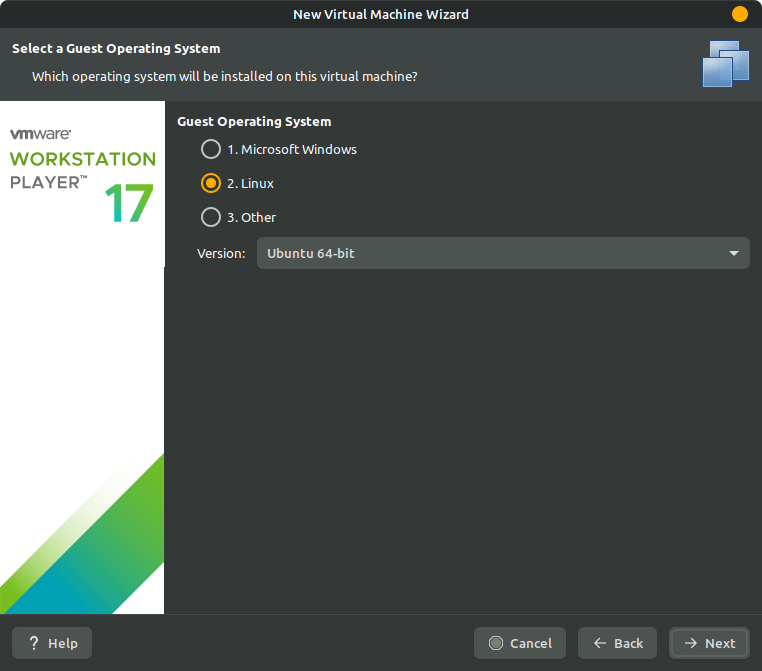 New Virtual Machine Wizard
Select a Guest Operating System
Which operating system will be installed on this virtual machine?
vmware®
WORKSTATION
PLAYER™
17
Guest Operating System
1. Microsoft Windows
2. Linux
3. Other
Version: Ubuntu 64-bit
? Help
Cancel
Back
Next